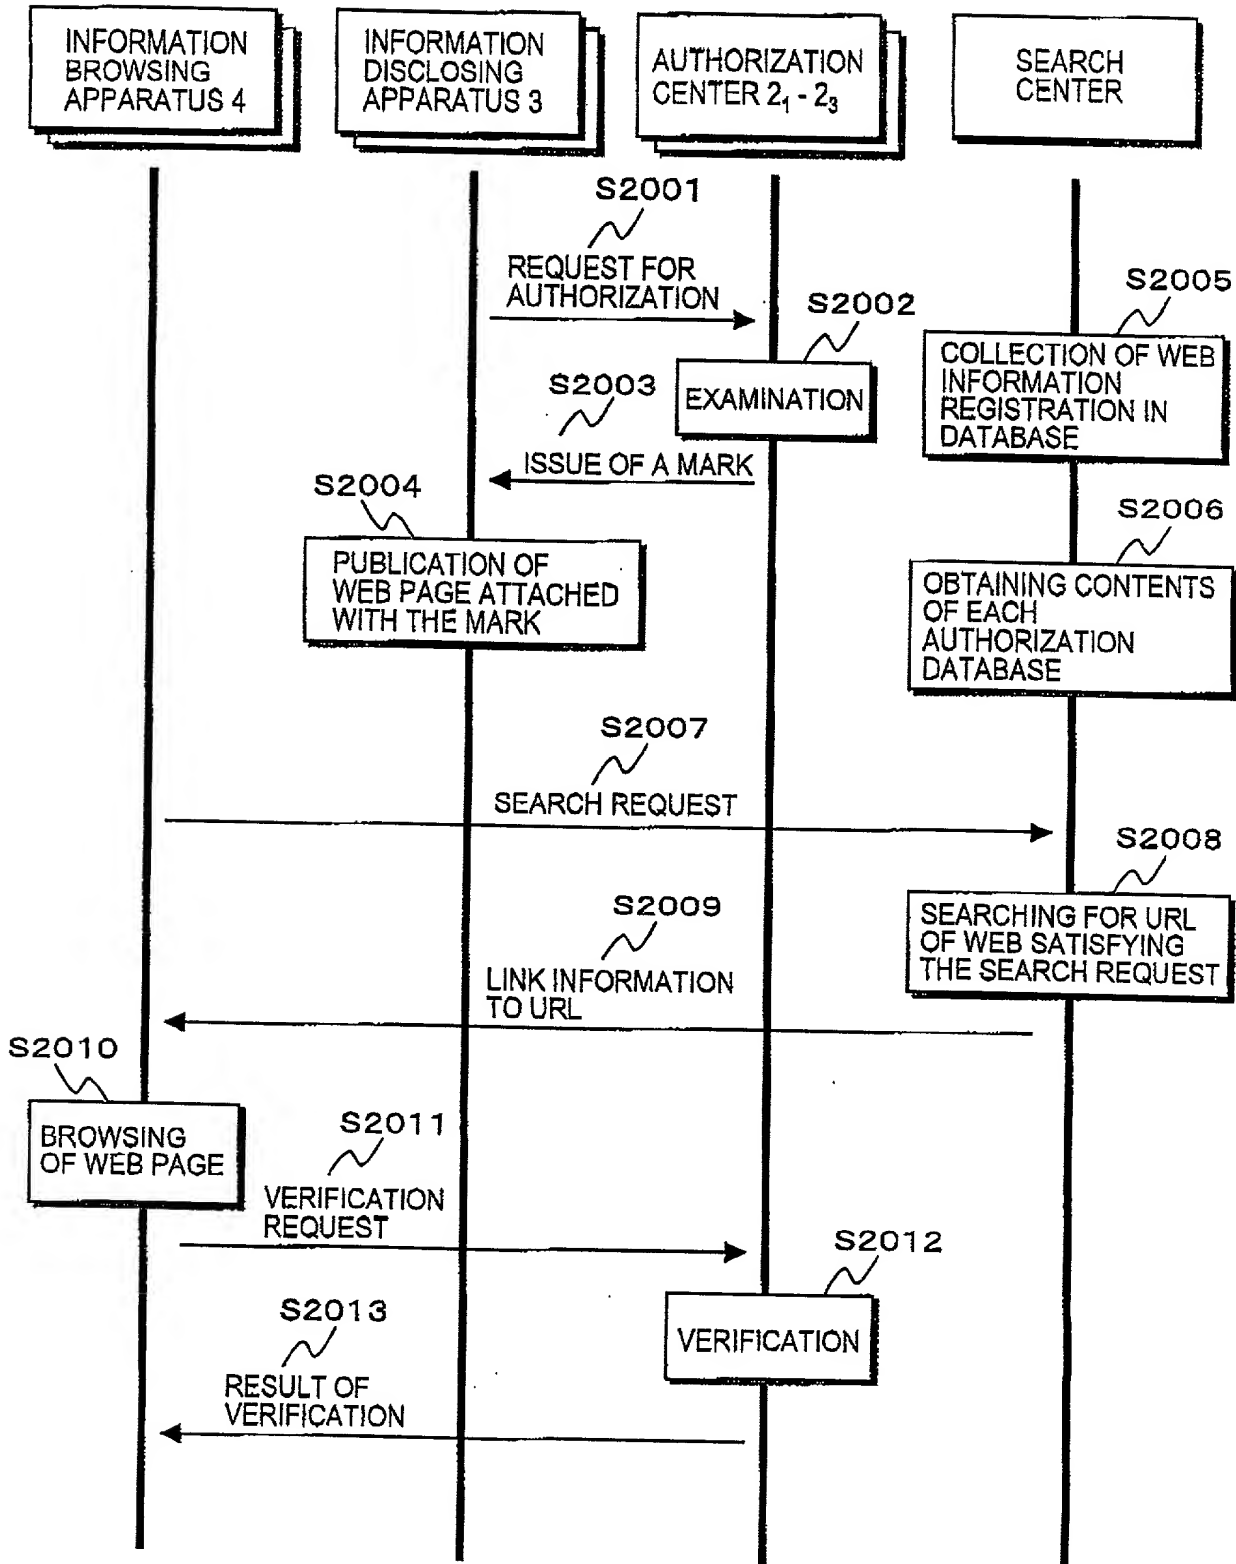 INFORMATION
BROWSING
APPARATUS 4
INFORMATION
DISCLOSING
APPARATUS 3
AUTHORIZATION
CENTER 2₁ - 2₃
SEARCH
CENTER
S2001
REQUEST FOR
AUTHORIZATION
S2002
EXAMINATION
S2003
ISSUE OF A MARK
S2004
PUBLICATION OF
WEB PAGE ATTACHED
WITH THE MARK
S2005
COLLECTION OF WEB
INFORMATION
REGISTRATION IN
DATABASE
S2006
OBTAINING CONTENTS
OF EACH
AUTHORIZATION
DATABASE
S2007
SEARCH REQUEST
S2008
SEARCHING FOR URL
OF WEB SATISFYING
THE SEARCH REQUEST
S2009
LINK INFORMATION
TO URL
S2010
BROWSING
OF WEB PAGE
S2011
VERIFICATION
REQUEST
S2012
VERIFICATION
S2013
RESULT OF
VERIFICATION